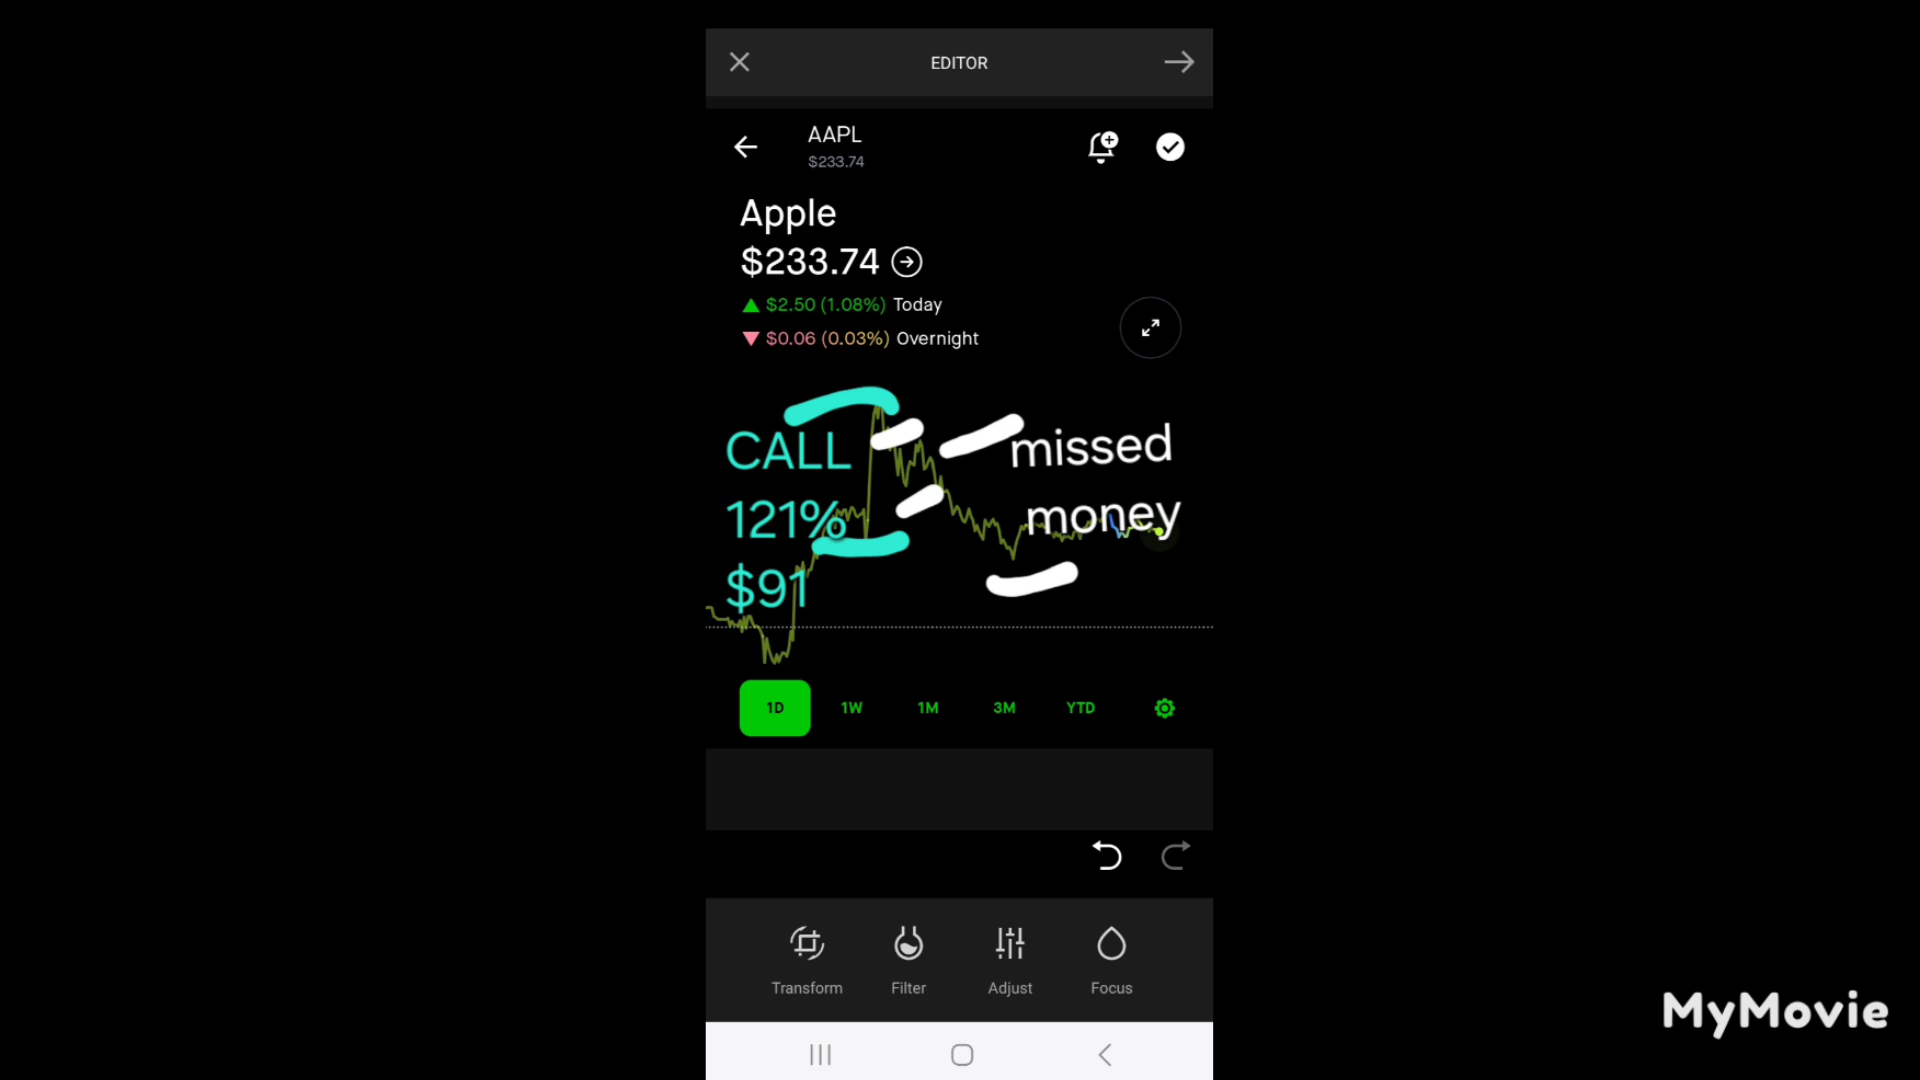 EDITOR
AAPL
$233.74
Apple
$233.74
$2.50 (1.08%) Today
$0.06 (0.03%) Overnight
CALL
121%
$91
missed
money
1D 1W 1M 3M YTD
Transform Filter Adjust Focus
MyMovie